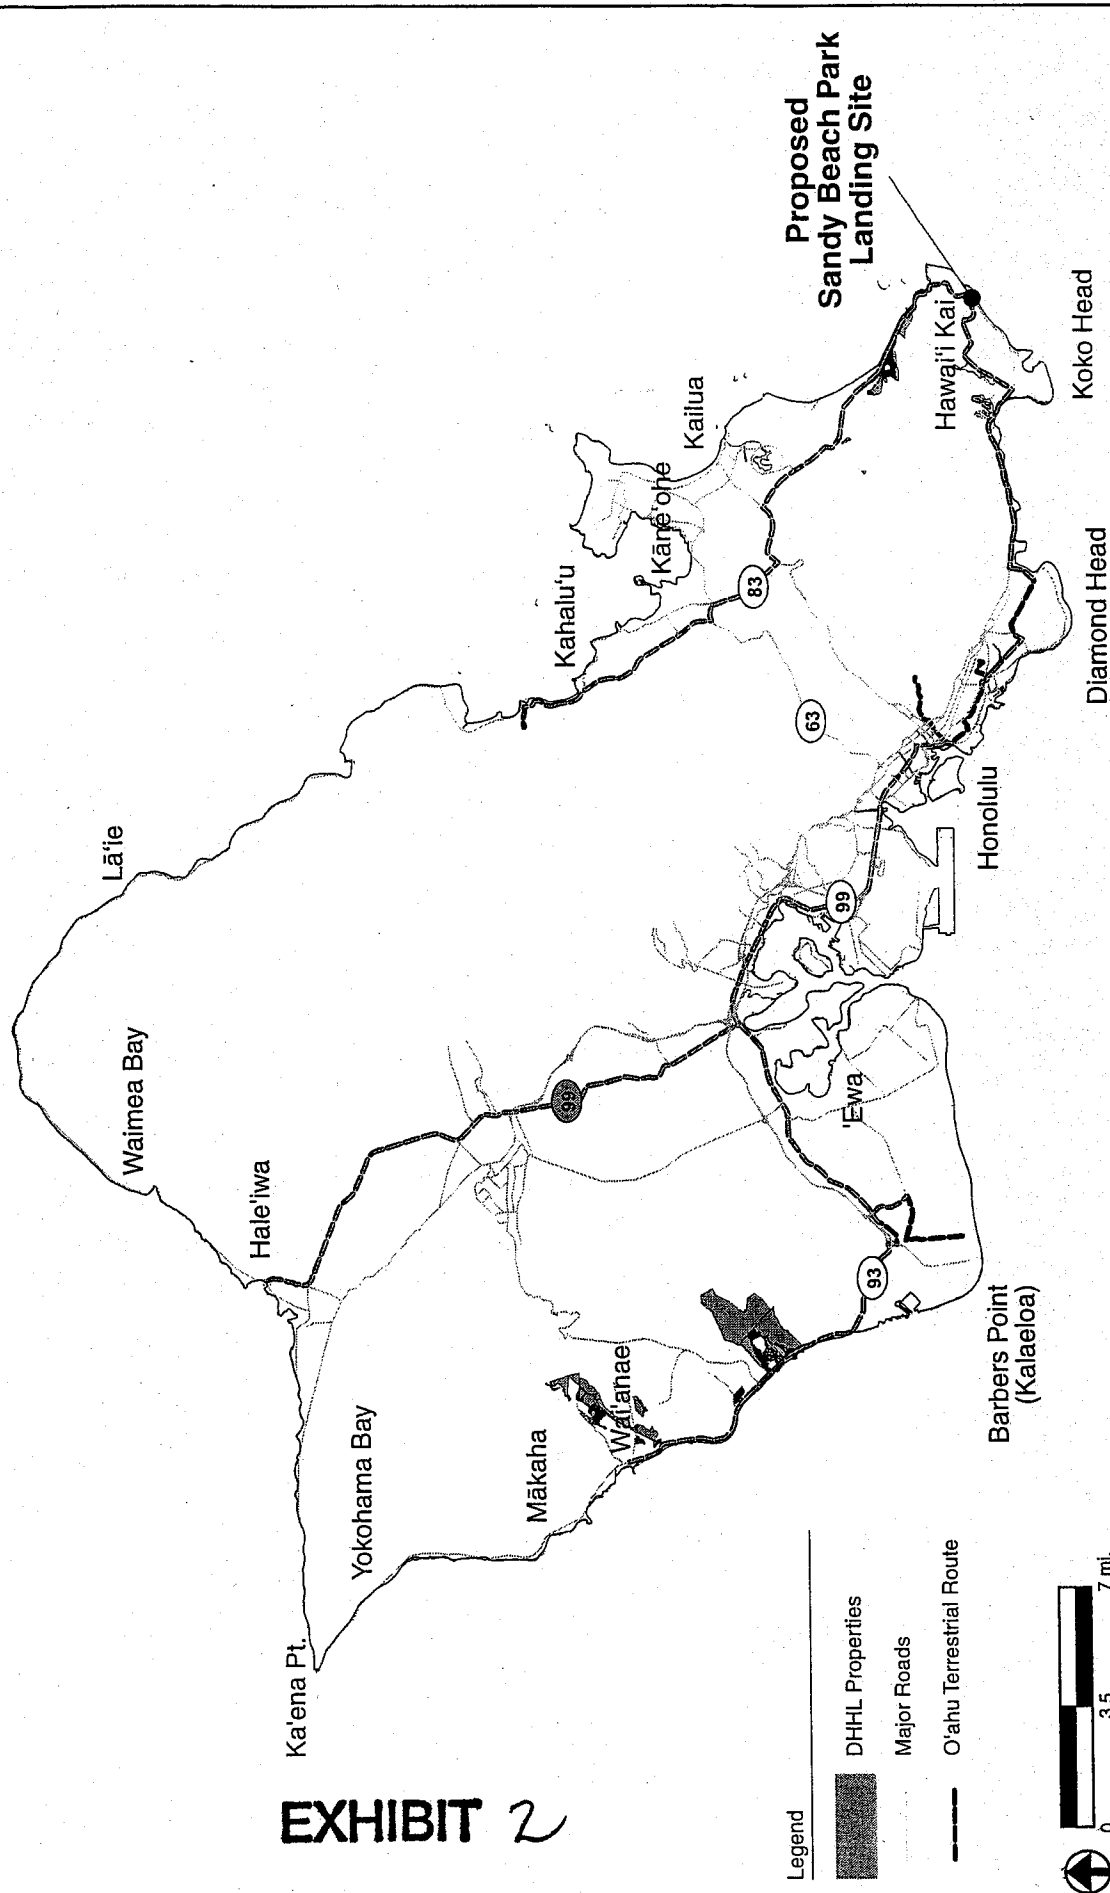 EXHIBIT 2
Ka'ena Pt.
Yokohama Bay
Mākaha
Wai'anae
Hale'iwa
Waimea Bay
Lā'ie
Kahalu'u
Kāne'ohe
Kailua
Proposed
Sandy Beach Park
Landing Site
Hawai'i Kai
Koko Head
Diamond Head
Honolulu
'Ewa
Barbers Point
(Kalaeloa)
99
93
99
63
83
Legend
DHHL Properties
Major Roads
O'ahu Terrestrial Route
0
3.5
7 mi.